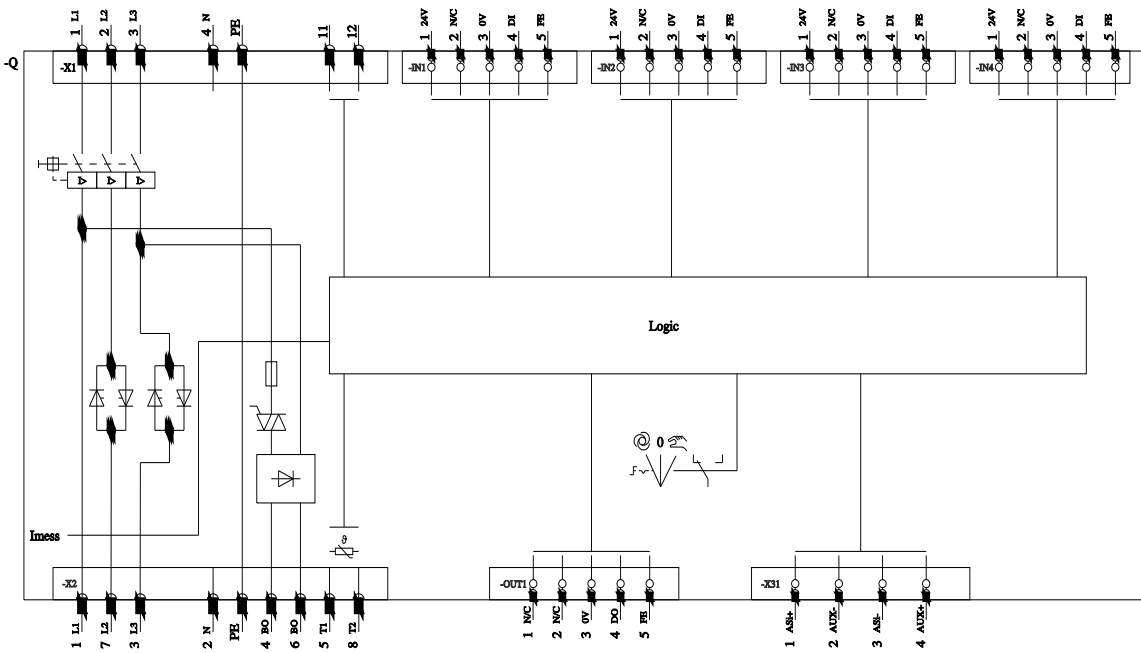 -Q
1 L1
2 L2
3 L3
4 N
PE
11
12
-X1
1 24V
2 N/C
3 0V
4 DI
5 FE
-IN1
1 24V
2 N/C
3 0V
4 DI
5 FE
-IN2
1 24V
2 N/C
3 0V
4 DI
5 FE
-IN3
1 24V
2 N/C
3 0V
4 DI
5 FE
-IN4
Logic
0
Imess
ϑ
-X2
1 L1
7 L2
3 L3
2 N
PE
4 BO
6 BO
5 T1
8 T2
-OUT1
1 N/C
2 N/C
3 0V
4 DO
5 FE
-X31
1 ASi+
2 AUX-
3 ASi-
4 AUX+